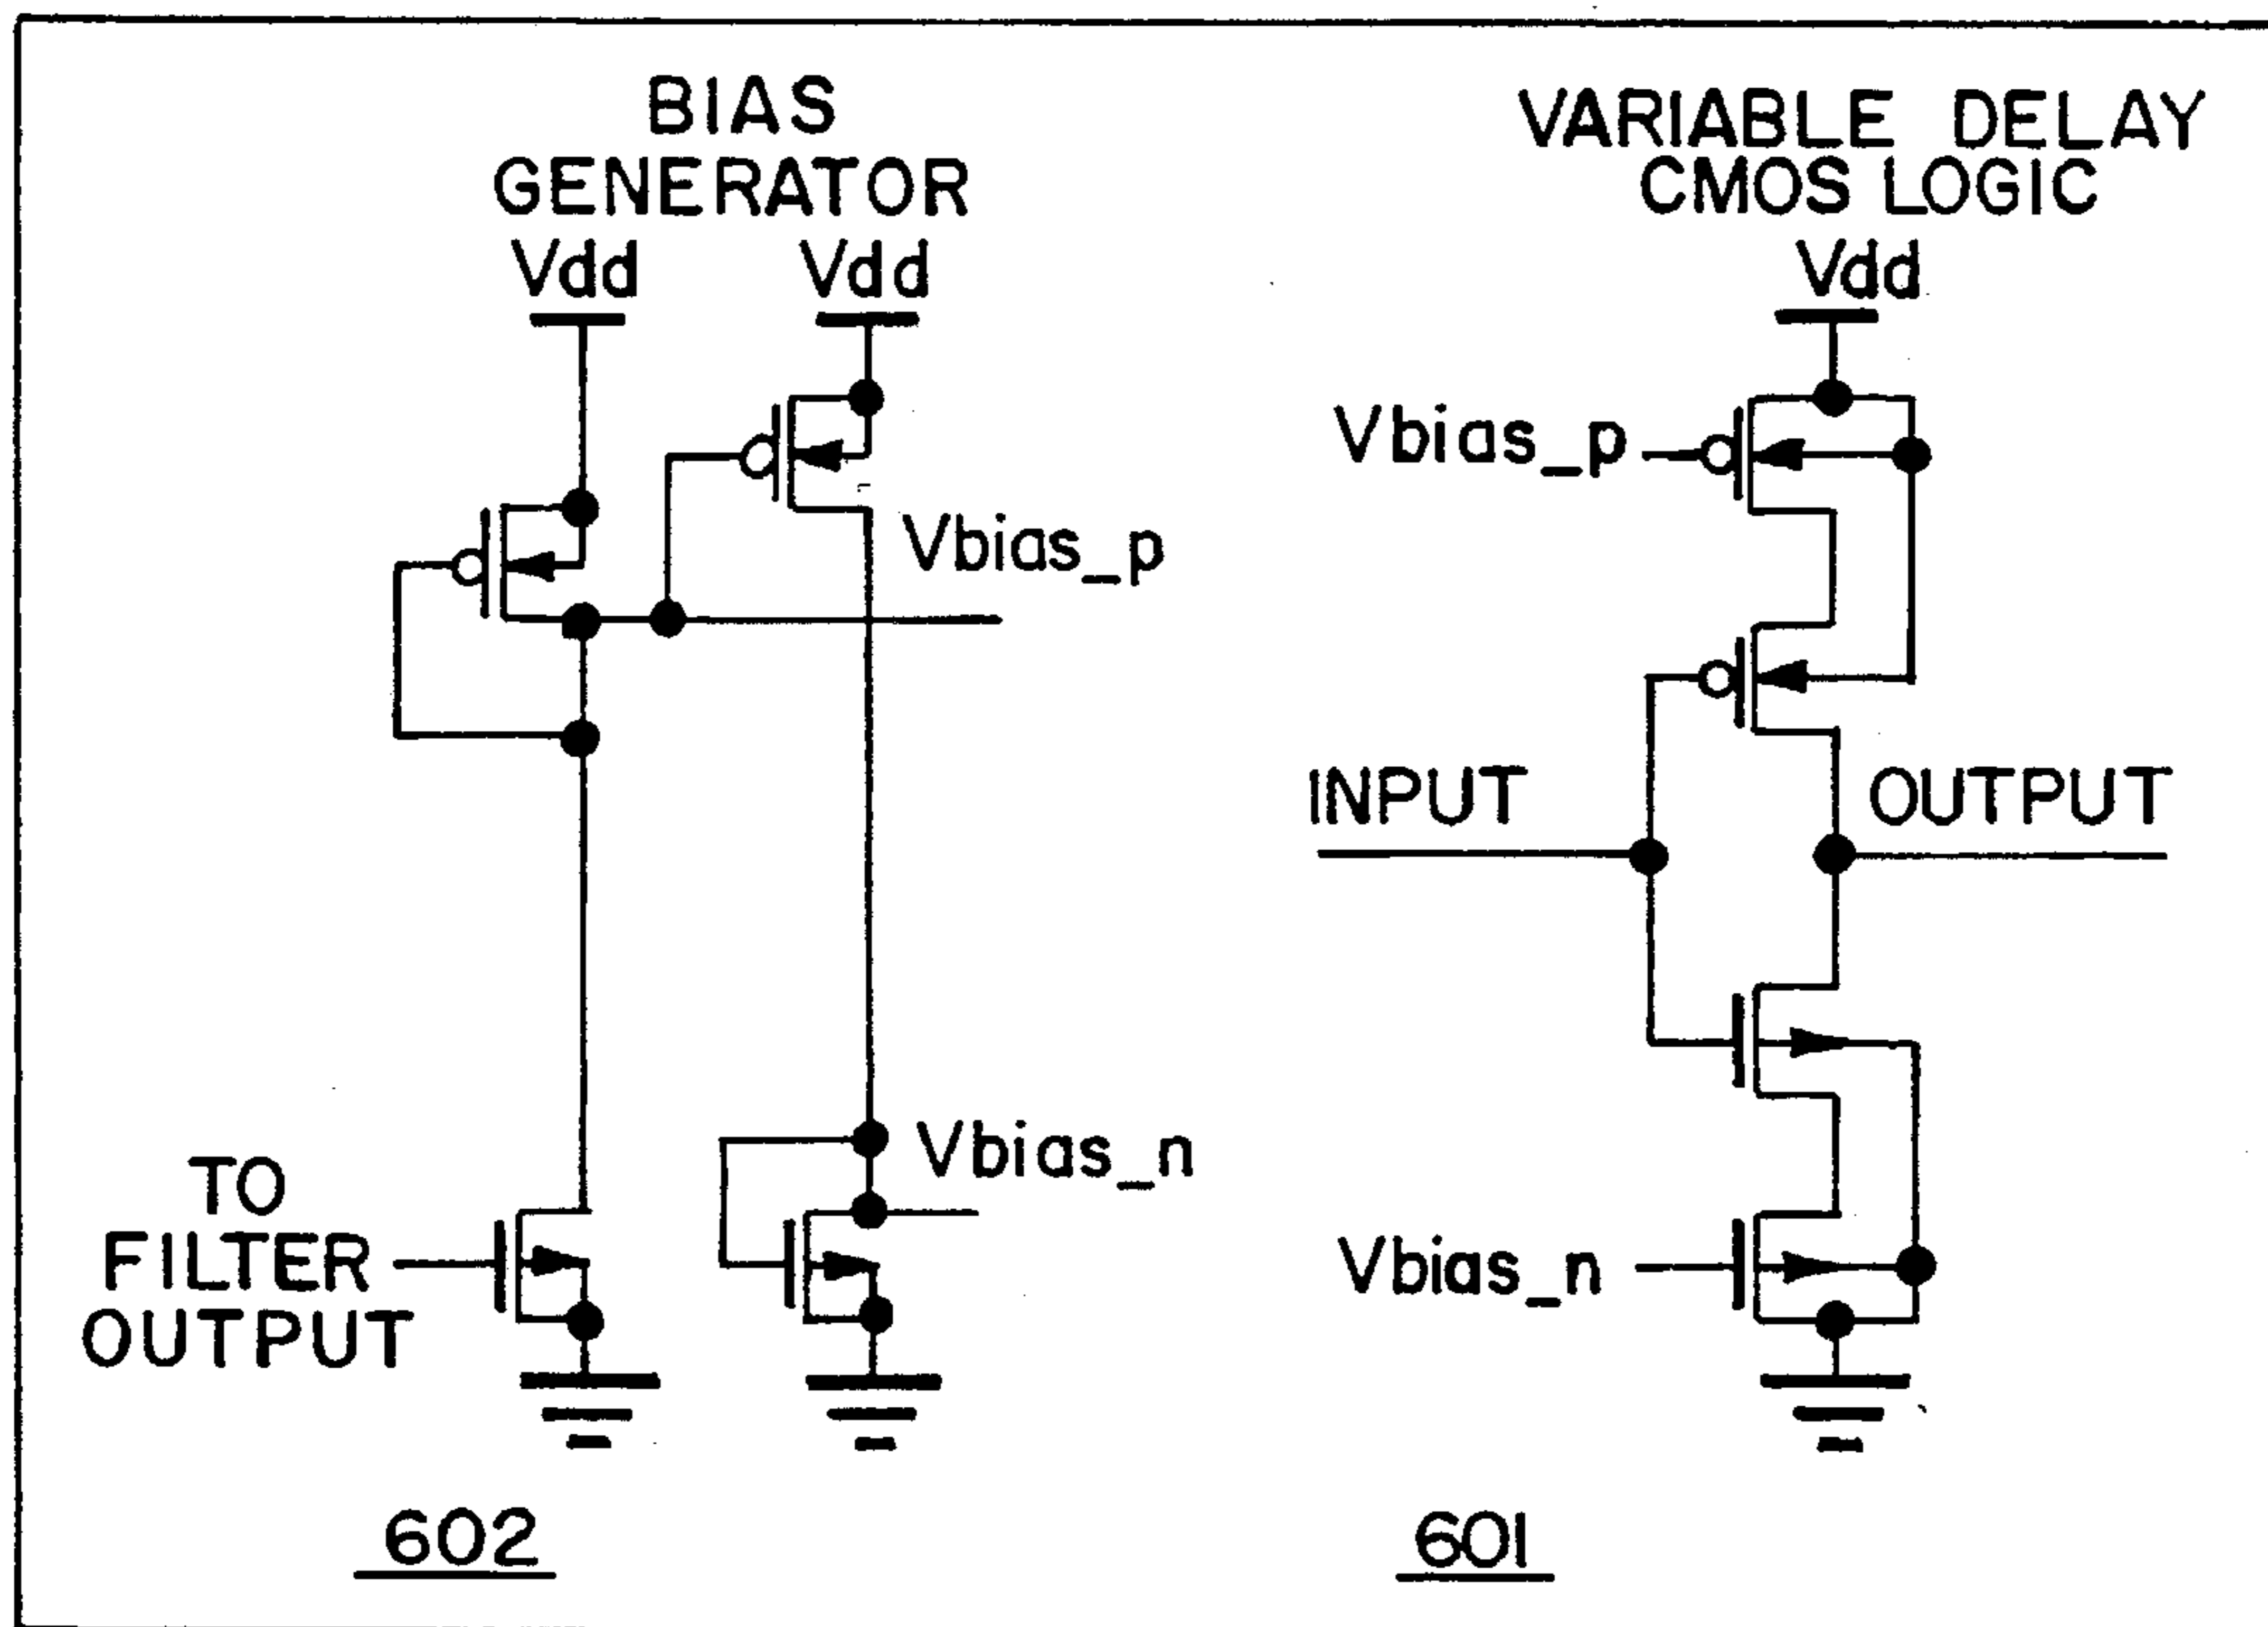 BIAS
GENERATOR
Vdd
Vdd
Vbias_p
TO
FILTER
OUTPUT
Vbias_n
602
VARIABLE DELAY
CMOS LOGIC
Vdd
Vbias_p
INPUT
OUTPUT
Vbias_n
601